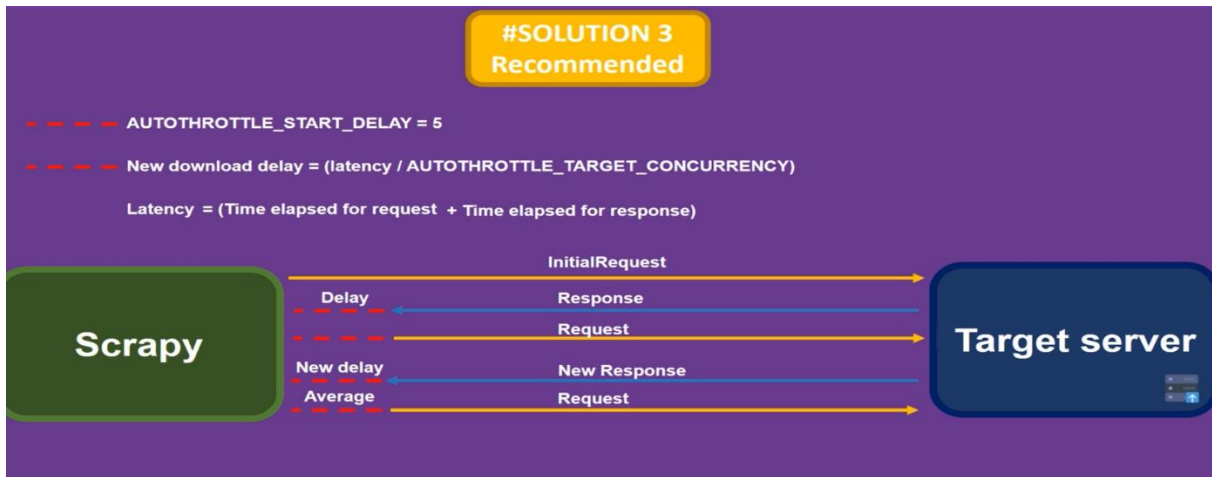 #SOLUTION 3
Recommended
AUTOTHROTTLE_START_DELAY = 5
New download delay = (latency / AUTOTHROTTLE_TARGET_CONCURRENCY)
Latency = (Time elapsed for request + Time elapsed for response)
InitialRequest
Delay
Response
Request
New delay
New Response
Average
Request
Scrapy
Target server